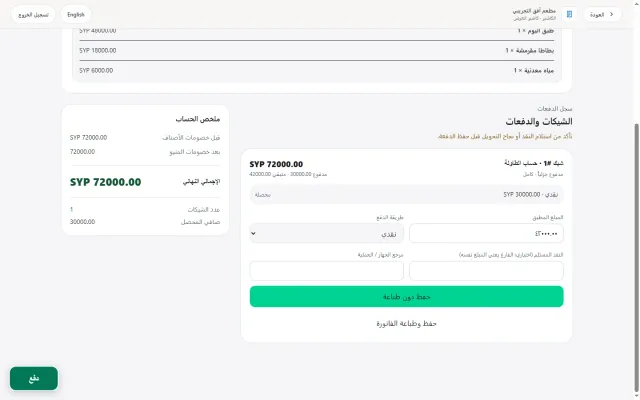 العودة
مطعم أفق التجريبي
الكاشير · كاشير العرض
English
تسجيل الخروج
طبق اليوم × 1
SYP 48000.00
بطاطا مقرمشة × 1
SYP 18000.00
مياه معدنية × 1
SYP 6000.00
سجل الدفعات
الشيكات والدفعات
تأكد من استلام النقد أو نجاح التحويل قبل حفظ الدفعة.
شيك #1 · حساب الطاولة
SYP 72000.00
مدفوع جزئياً · كامل
مدفوع 30000.00 · متبقي 42000.00
نقدي · SYP 30000.00
محصلة
المبلغ المطبق
طريقة الدفع
٤٢٠٠٠.٠٠
نقدي
النقد المستلم (اختياري؛ الفارغ يعني المبلغ نفسه)
مرجع الجهاز / العملية
حفظ دون طباعة
حفظ وطباعة الفاتورة
ملخص الحساب
قبل خصومات الأصناف
SYP 72000.00
بعد خصومات المنيو
72000.00
الإجمالي النهائي
SYP 72000.00
عدد الشيكات
1
صافي المحصل
30000.00
دفع